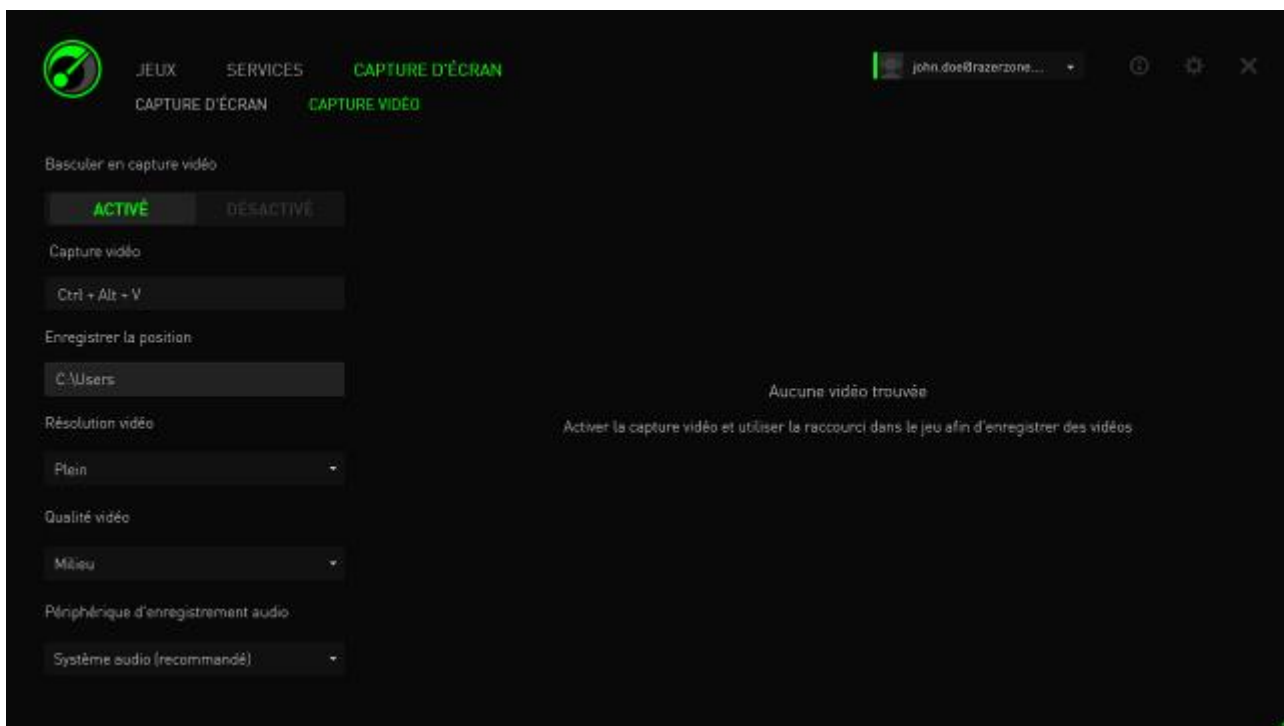 JEUX SERVICES CAPTURE D'ÉCRAN
john.doe@razerzone...
CAPTURE D'ÉCRAN CAPTURE VIDÉO
Basculer en capture vidéo
ACTIVÉ DÉSACTIVÉ
Capture vidéo
Ctrl + Alt + V
Enregistrer la position
C:\Users
Résolution vidéo
Plein
Qualité vidéo
Milieu
Périphérique d'enregistrement audio
Système audio (recommandé)
Aucune vidéo trouvée
Activer la capture vidéo et utiliser la raccourci dans le jeu afin d'enregistrer des vidéos